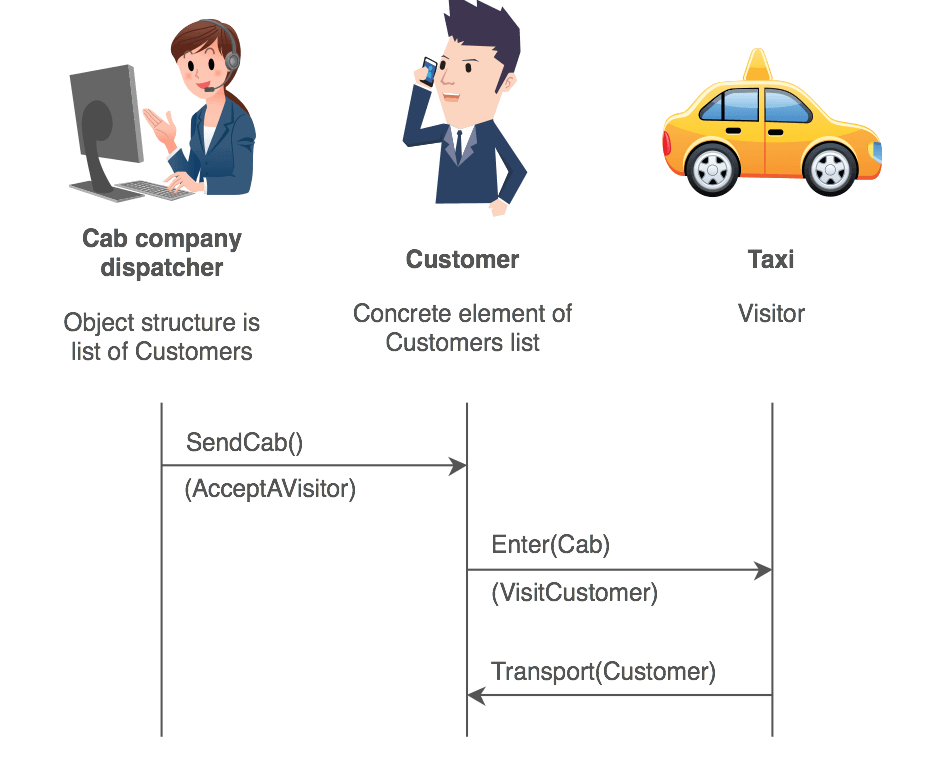 Cab company
dispatcher
Object structure is
list of Customers
Customer
Concrete element of
Customers list
Taxi
Visitor
SendCab()
(AcceptAVisitor)
Enter(Cab)
(VisitCustomer)
Transport(Customer)